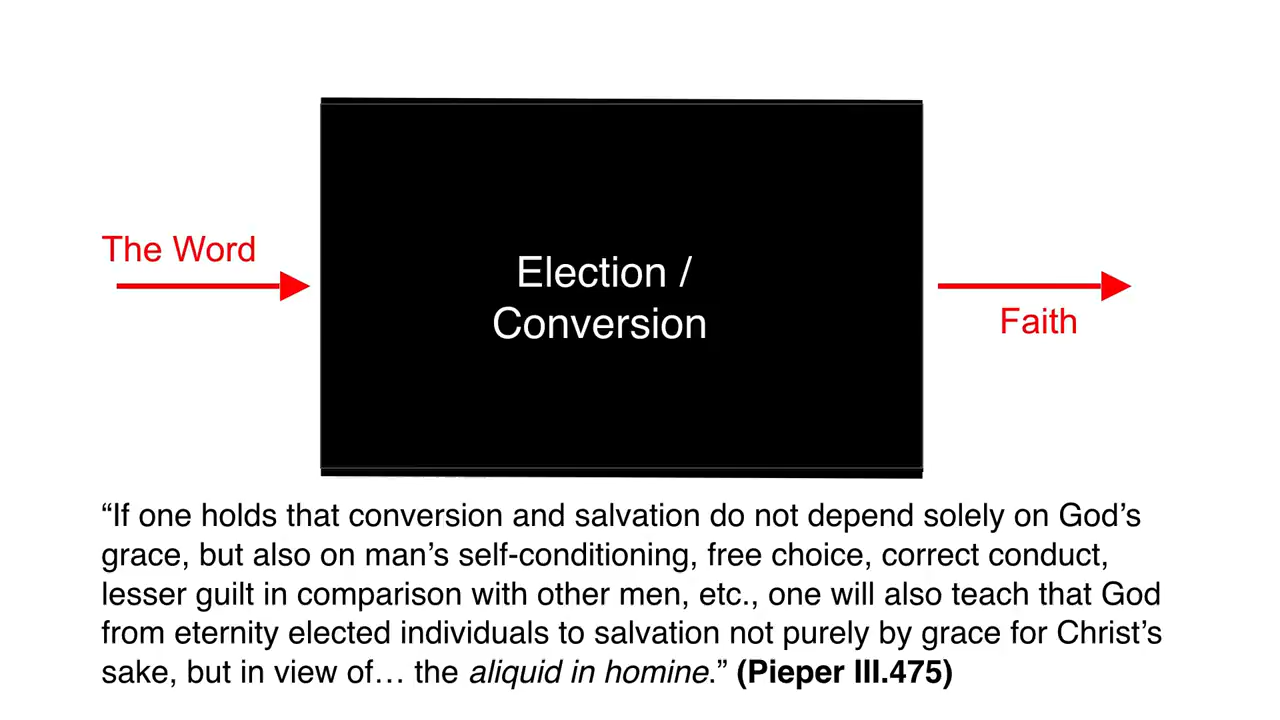 The Word
Election /
Conversion
Faith
“If one holds that conversion and salvation do not depend solely on God’s
grace, but also on man’s self-conditioning, free choice, correct conduct,
lesser guilt in comparison with other men, etc., one will also teach that God
from eternity elected individuals to salvation not purely by grace for Christ’s
sake, but in view of… the aliquid in homine.” (Pieper III.475)